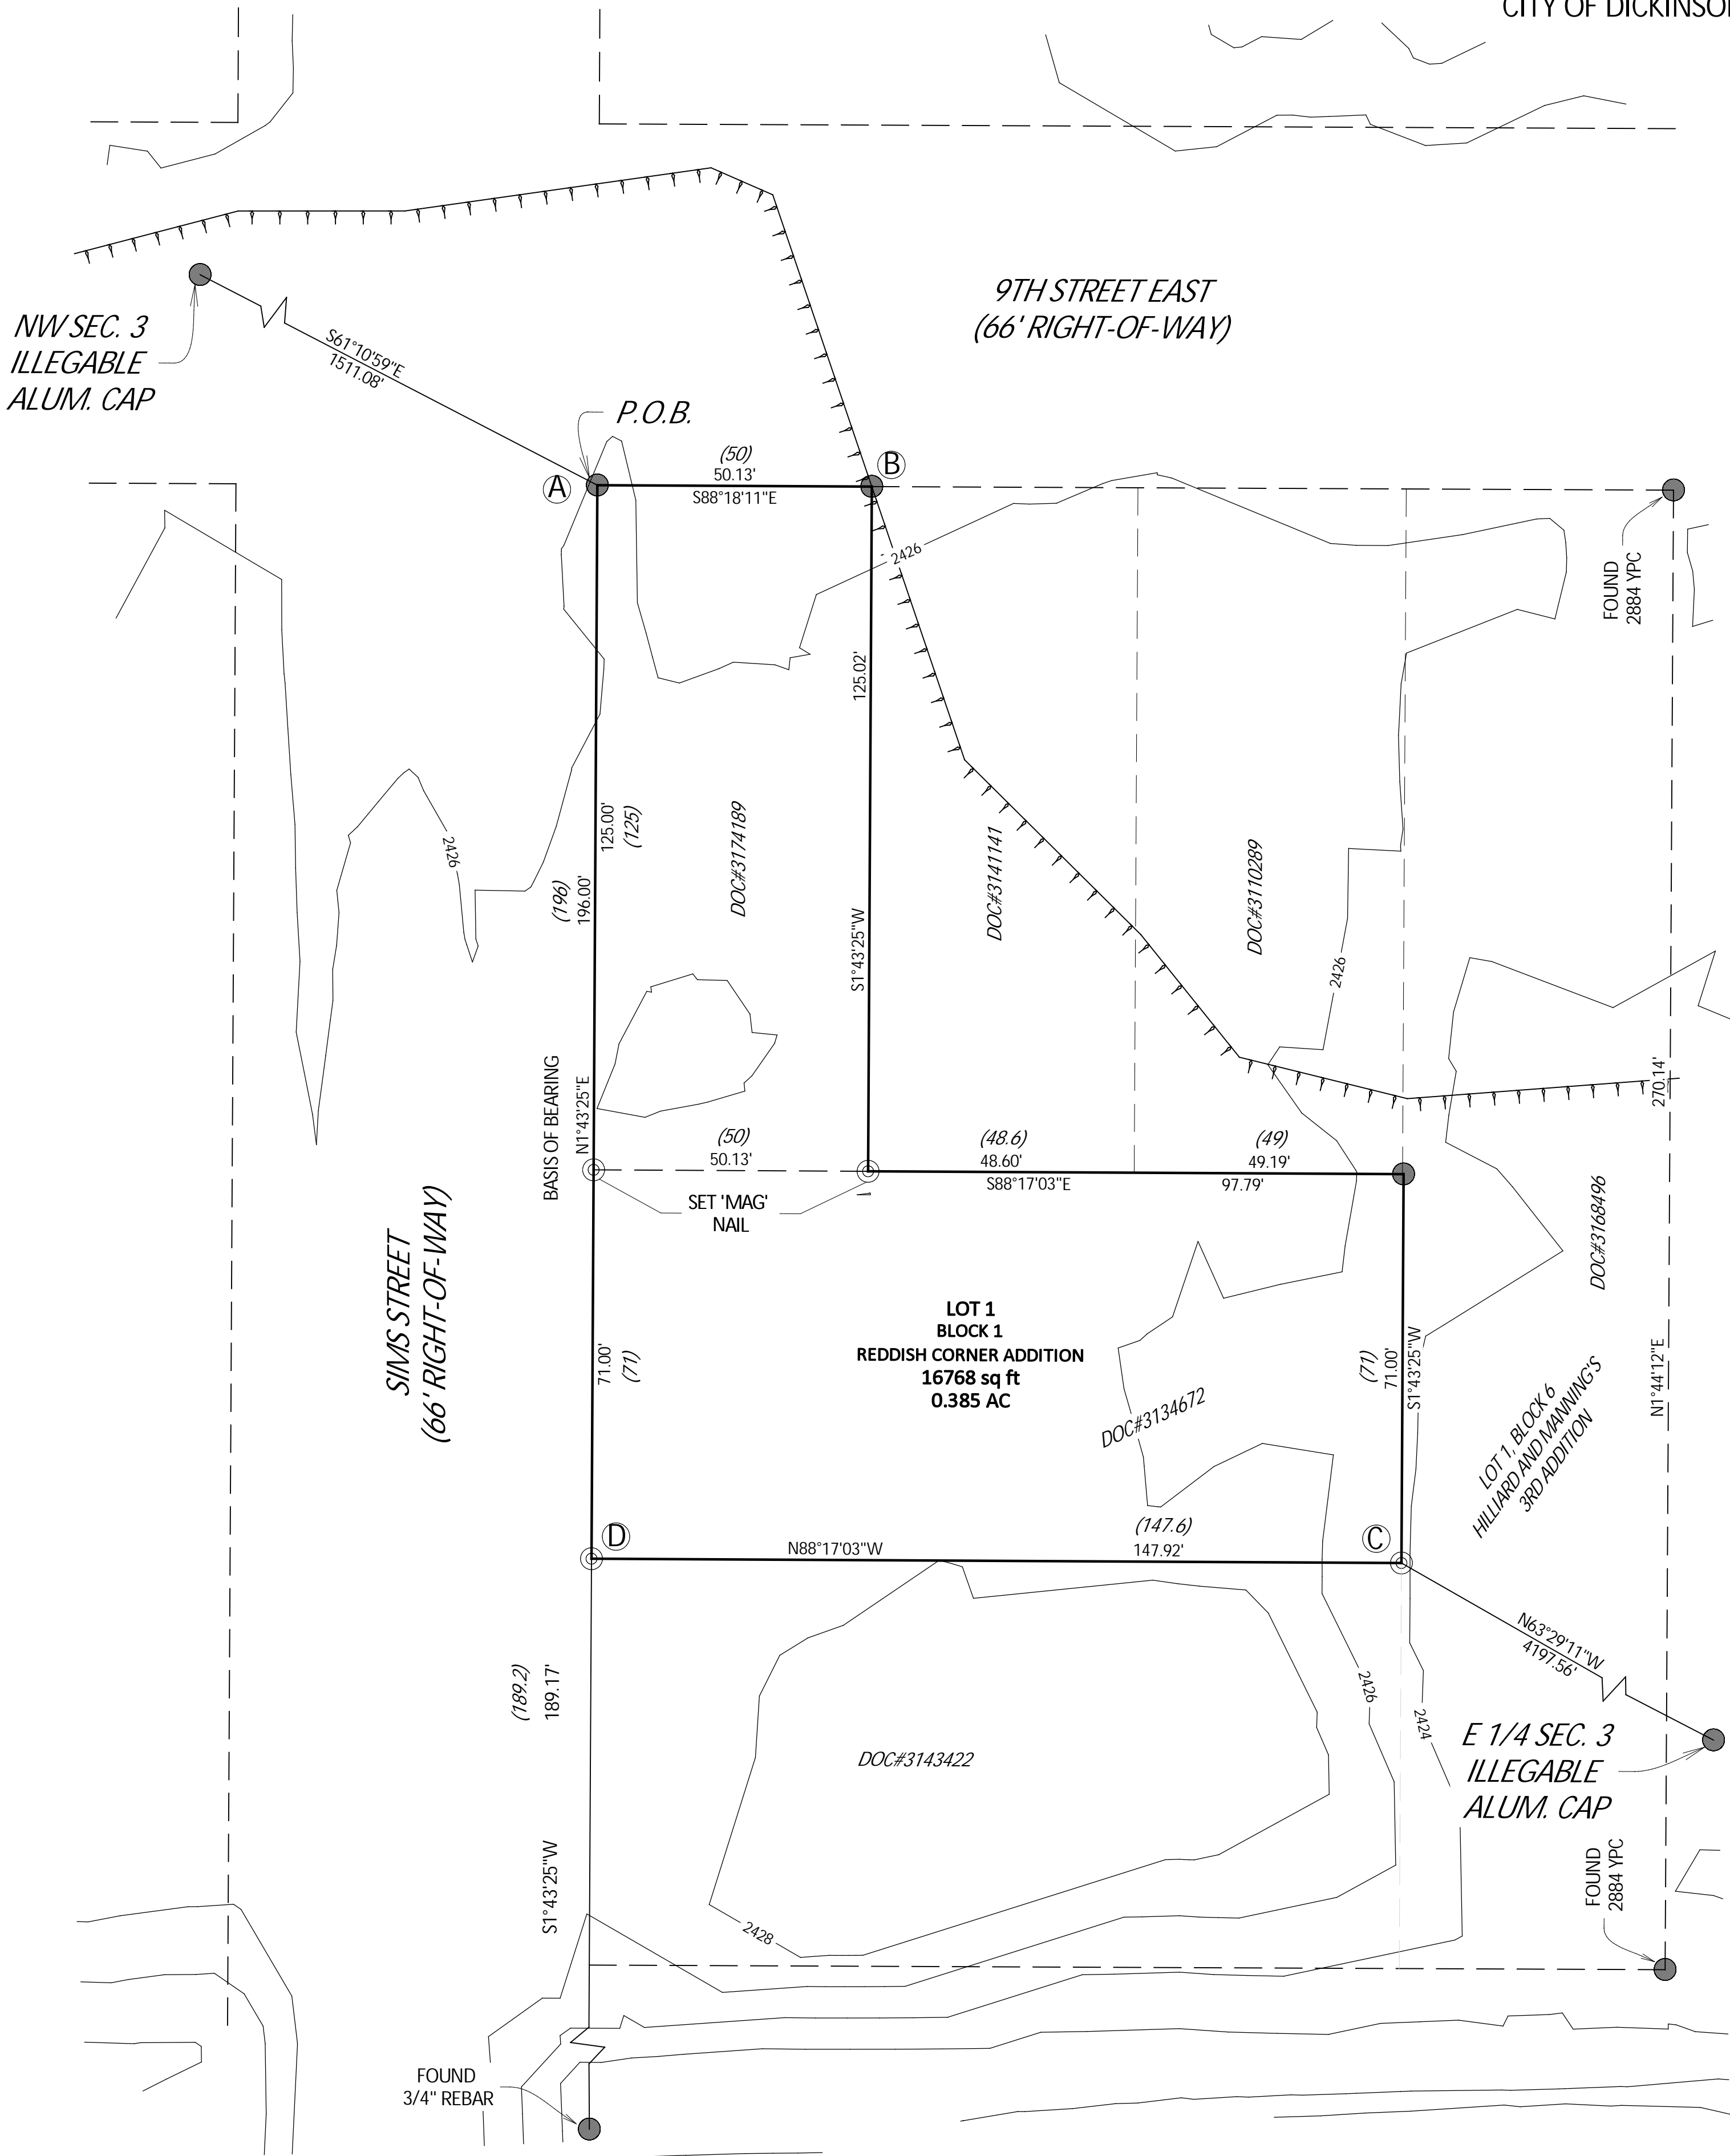 CITY OF DICKINSON
9TH STREET EAST
(66' RIGHT-OF-WAY)
NW SEC. 3
ILLEGABLE
ALUM. CAP
S61°10'59"E
1511.08'
P.O.B.
A
(50)
50.13'
S88°18'11"E
B
2426
FOUND
2884 YPC
125.02'
S1°43'25"W
125.00'
(125)
(196)
196.00'
2426
DOC#3174189
DOC#3141141
DOC#3110289
2426
BASIS OF BEARING
N1°43'25"E
(50)
50.13'
SET 'MAG'
NAIL
(48.6)
48.60'
S88°17'03"E
(49)
49.19'
97.79'
270.14'
DOC#3168496
SIMS STREET
(66' RIGHT-OF-WAY)
71.00'
(71)
LOT 1
BLOCK 1
REDDISH CORNER ADDITION
16768 sq ft
0.385 AC
DOC#3134672
(71)
71.00'
S1°43'25"W
LOT 1, BLOCK 6
HILLIARD AND MANNING'S
3RD ADDITION
N1°44'12"E
D
N88°17'03"W
(147.6)
147.92'
C
N63°29'11"W
4197.56'
(189.2)
189.17'
2426
2424
E 1/4 SEC. 3
ILLEGABLE
ALUM. CAP
DOC#3143422
S1°43'25"W
2428
FOUND
2884 YPC
FOUND
3/4" REBAR